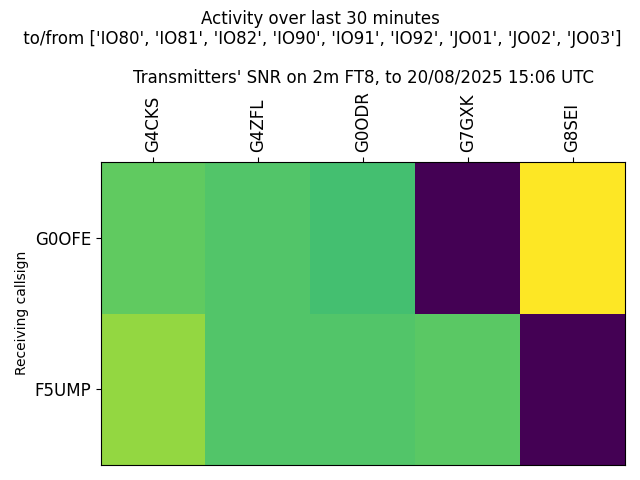 Activity over last 30 minutes
to/from ['IO80', 'IO81', 'IO82', 'IO90', 'IO91', 'IO92', 'JO01', 'JO02', 'JO03']
Transmitters' SNR on 2m FT8, to 20/08/2025 15:06 UTC
G4CKS
G4ZFL
G0ODR
G7GXK
G8SEI
Receiving callsign
G0OFE
F5UMP